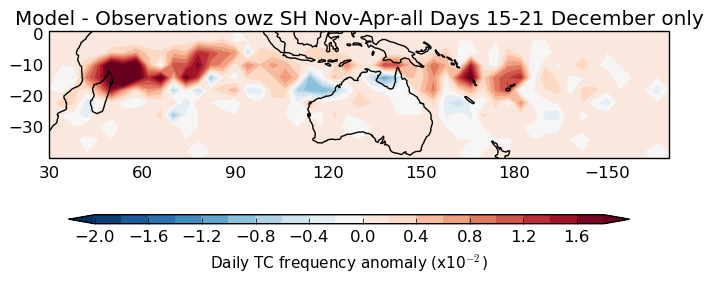 Model - Observations owz SH Nov-Apr-all Days 15-21 December only
0
−10
−20
−30
30 60 90 120 150 180 −150
−2.0 −1.6 −1.2 −0.8 −0.4 0.0 0.4 0.8 1.2 1.6
Daily TC frequency anomaly (x10⁻²)